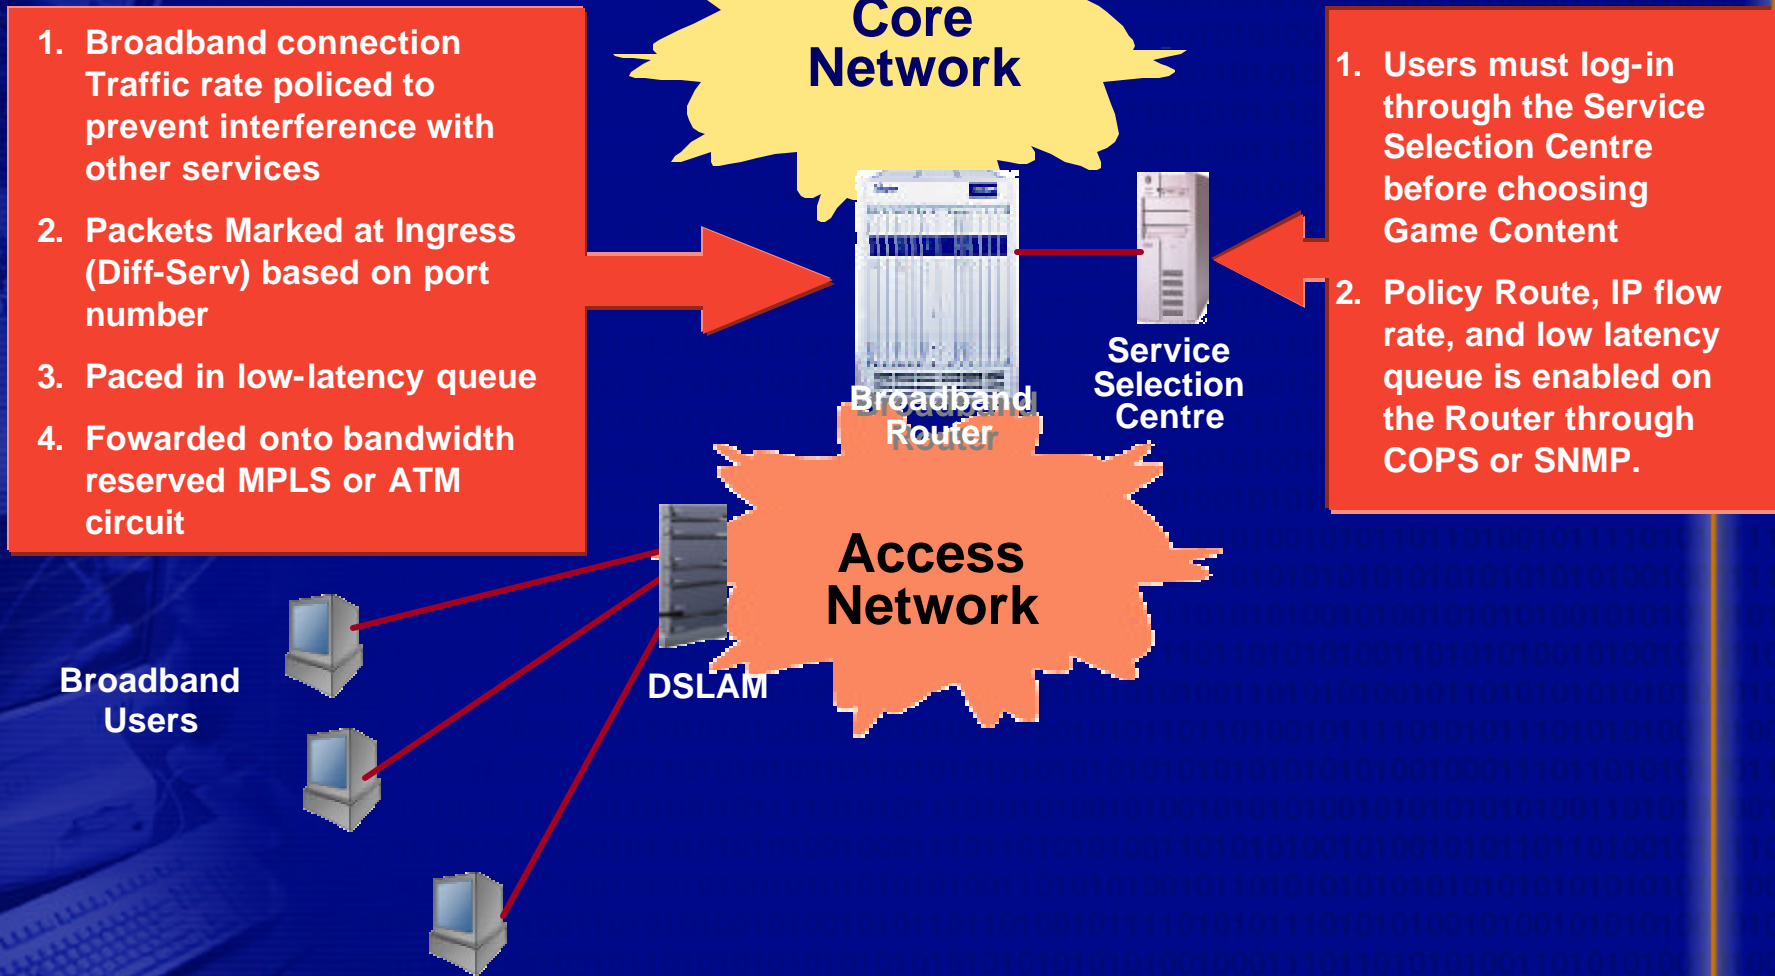 1. Broadband connection
Traffic rate policed to
prevent interference with
other services
2. Packets Marked at Ingress
(Diff-Serv) based on port
number
3. Paced in low-latency queue
4. Fowarded onto bandwidth
reserved MPLS or ATM
circuit
Core
Network
1. Users must log-in
through the Service
Selection Centre
before choosing
Game Content
2. Policy Route, IP flow
rate, and low latency
queue is enabled on
the Router through
COPS or SNMP.
Service
Selection
Centre
Broadband
Router
Access
Network
DSLAM
Broadband
Users